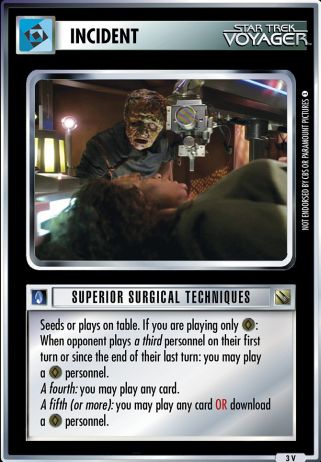 INCIDENT
STAR TREK
VOYAGER™
NOT ENDORSED BY CBS OR PARAMOUNT PICTURES
SUPERIOR SURGICAL TECHNIQUES
Seeds or plays on table. If you are playing only :
When opponent plays a third personnel on their first
turn or since the end of their last turn: you may play
a personnel.
A fourth: you may play any card.
A fifth (or more): you may play any card OR download
a personnel.
3 V